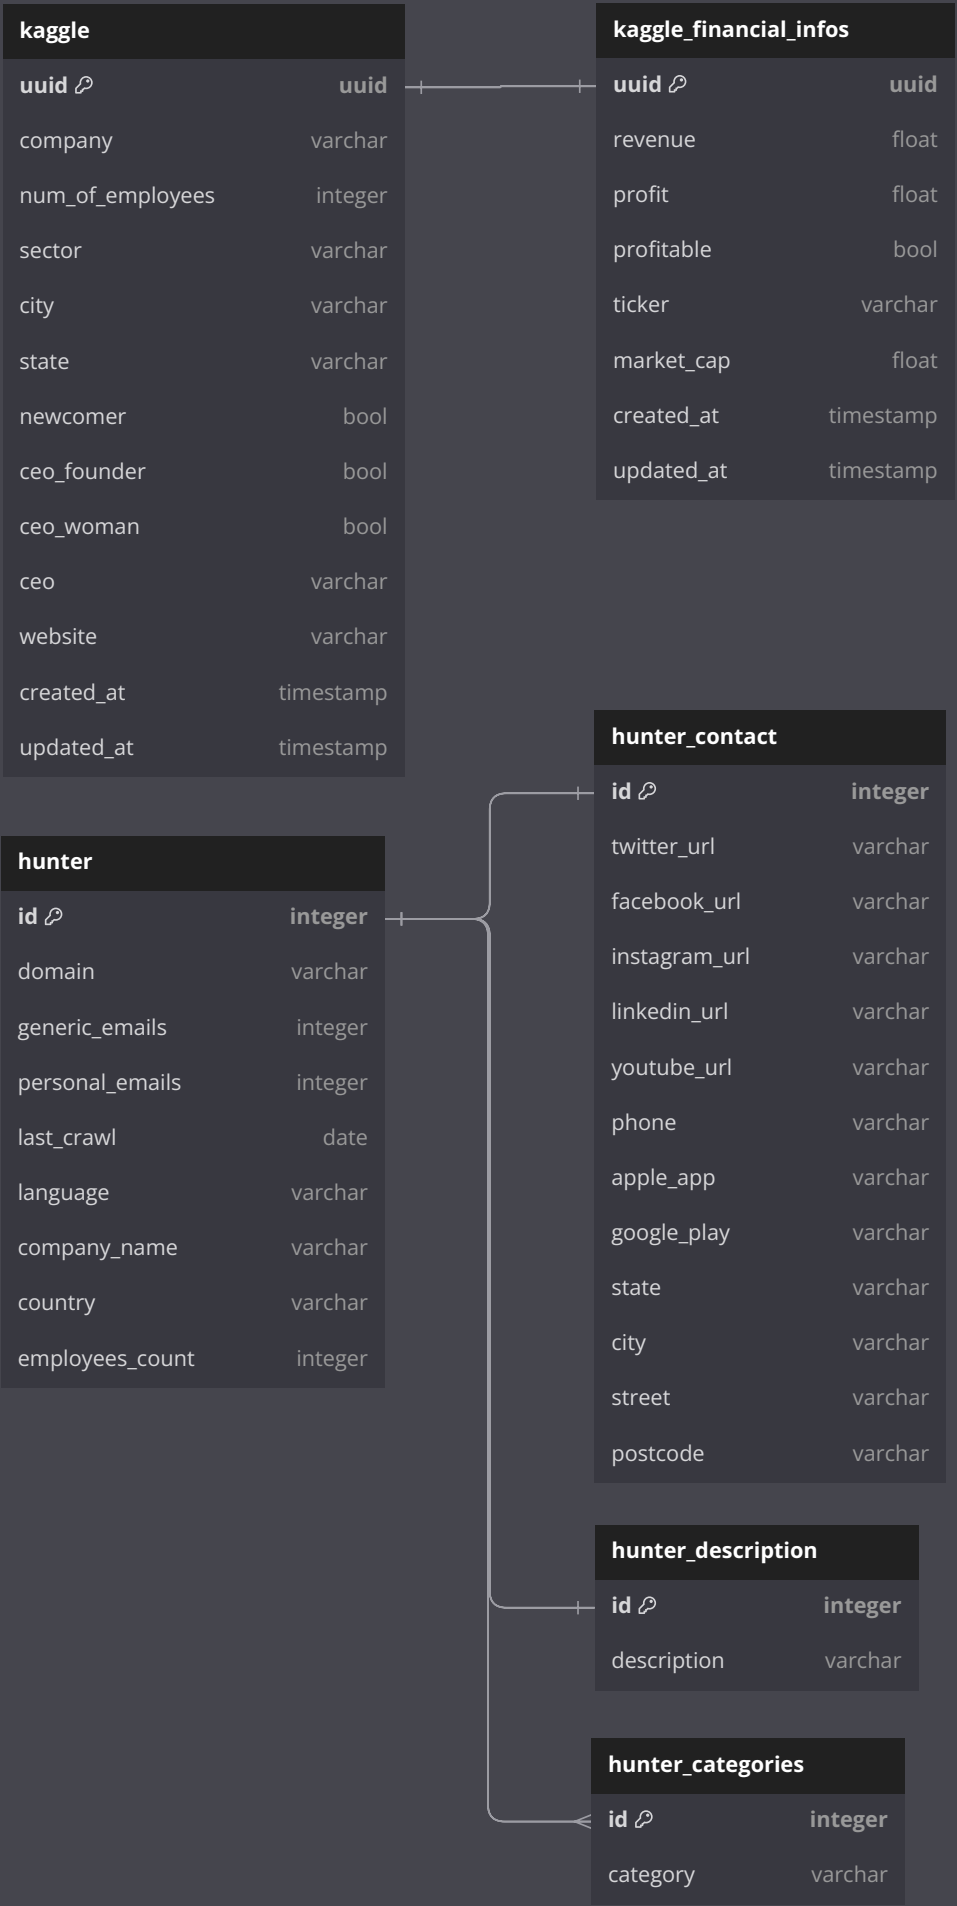 kaggle
uuid uuid
company varchar
num_of_employees integer
sector varchar
city varchar
state varchar
newcomer bool
ceo_founder bool
ceo_woman bool
ceo varchar
website varchar
created_at timestamp
updated_at timestamp
kaggle_financial_infos
uuid uuid
revenue float
profit float
profitable bool
ticker varchar
market_cap float
created_at timestamp
updated_at timestamp
hunter
id integer
domain varchar
generic_emails integer
personal_emails integer
last_crawl date
language varchar
company_name varchar
country varchar
employees_count integer
hunter_contact
id integer
twitter_url varchar
facebook_url varchar
instagram_url varchar
linkedin_url varchar
youtube_url varchar
phone varchar
apple_app varchar
google_play varchar
state varchar
city varchar
street varchar
postcode varchar
hunter_description
id integer
description varchar
hunter_categories
id integer
category varchar